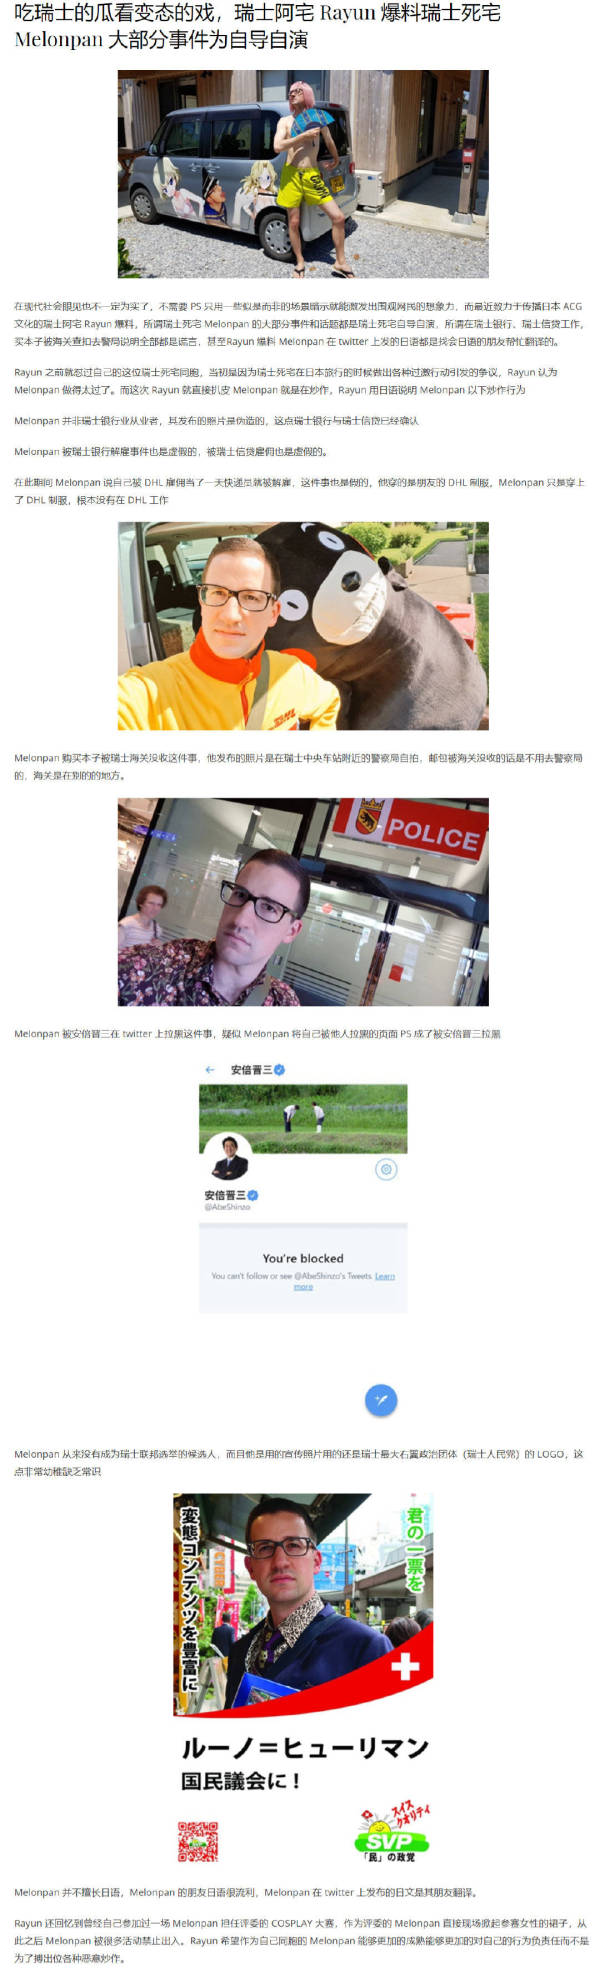 吃瑞士的瓜看变态的戏，瑞士阿宅 Rayun 爆料瑞士死宅
Melonpan 大部分事件为自导自演
在现代社会眼见也不一定为实了，不需要 PS 只用一些似是而非的场景暗示就能激发出围观网民的想象力，而最近致力于传播日本 ACG
文化的瑞士阿宅 Rayun 爆料，所谓瑞士死宅 Melonpan 的大部分事件和话题都是瑞士死宅自导自演，所谓在瑞士银行、瑞士信贷工作，
买本子被海关查扣去警局说明全部都是谎言，甚至Rayun 爆料 Melonpan 在 twitter 上发的日语都是找会日语的朋友帮忙翻译的。
Rayun 之前就怼过自己的这位瑞士死宅同胞，当初是因为瑞士死宅在日本旅行的时候做出各种过激行动引发的争议，Rayun 认为
Melonpan 做得太过了。而这次 Rayun 就直接扒皮 Melonpan 就是在炒作，Rayun 用日语说明 Melonpan 以下炒作行为
Melonpan 并非瑞士银行业从业者，其发布的照片是伪造的，这点瑞士银行与瑞士信贷已经确认
Melonpan 被瑞士银行解雇事件也是虚假的，被瑞士信贷雇佣也是虚假的。
在此期间 Melonpan 说自己被 DHL 雇佣当了一天快递员就被解雇，这件事也是假的，他穿的是朋友的 DHL 制服，Melonpan 只是穿上
了 DHL 制服，根本没有在 DHL 工作
Melonpan 购买本子被瑞士海关没收这件事，他发布的照片是在瑞士中央车站附近的警察局自拍，邮包被海关没收的话是不用去警察局
的，海关是在别的的地方。
POLICE
Melonpan 被安倍晋三在 twitter 上拉黑这件事，疑似 Melonpan 将自己被他人拉黑的页面 PS 成了被安倍晋三拉黑
安倍晋三
安倍晋三
@AbeShinzo
You're blocked
You can't follow or see @AbeShinzo's Tweets. Learn
more
Melonpan 从来没有成为瑞士联邦选举的候选人，而且他是用的宣传照片用的还是瑞士最大右翼政治团体（瑞士人民党）的 LOGO，这
点非常幼稚缺乏常识
変態コンテンツを豊富に
君の一票を
ルーノ＝ヒューリマン
国民議会に！
スイス
クオリティ
SVP
「民」の政党
Melonpan 并不擅长日语，Melonpan 的朋友日语很流利，Melonpan 在 twitter 上发布的日文是其朋友翻译。
Rayun 还回忆到曾经自己参加过一场 Melonpan 担任评委的 COSPLAY 大赛，作为评委的 Melonpan 直接现场掀起参赛女性的裙子，从
此之后 Melonpan 被很多活动禁止出入。Rayun 希望作为自己同胞的 Melonpan 能够更加的成熟能够更加的对自己的行为负责任而不是
为了搏出位各种恶意炒作。